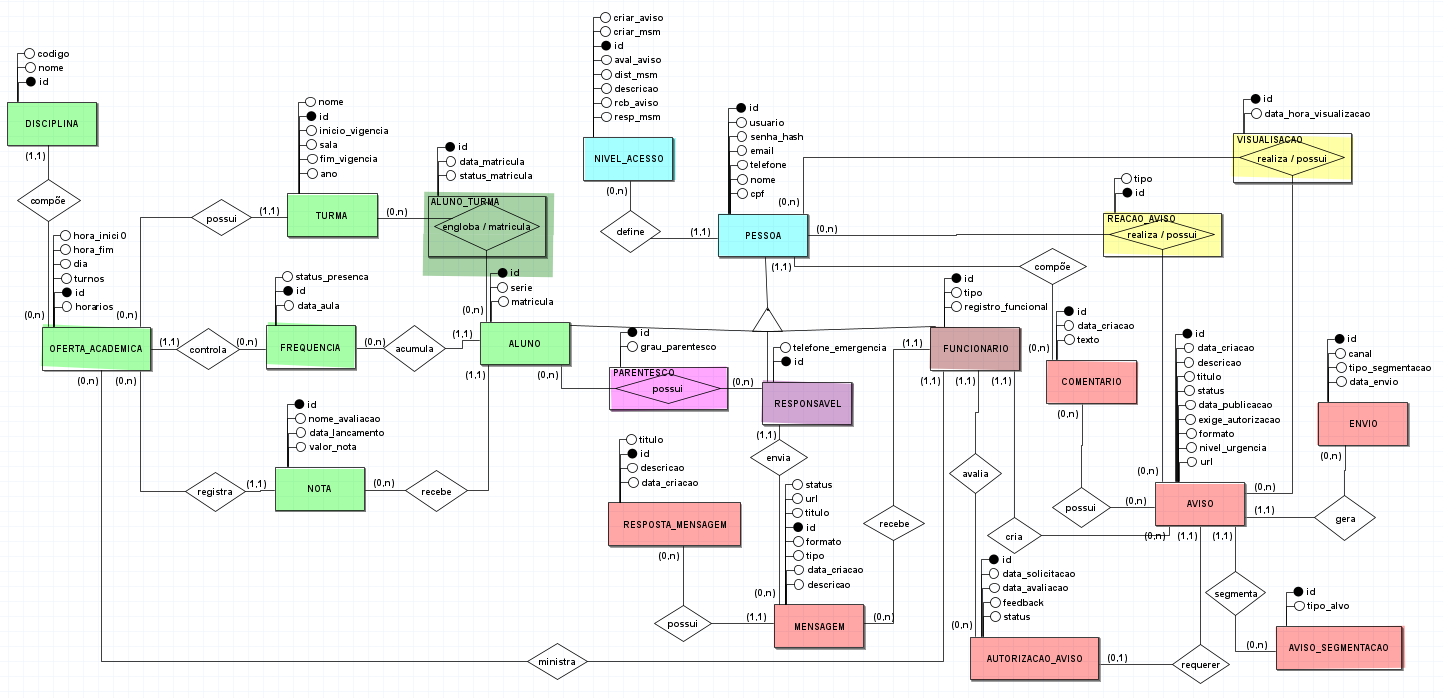 criar_aviso
criar_msm
id
aval_aviso
dist_msm
descricao
rcb_aviso
resp_msm
NIVEL_ACESSO
(0,n)
define
(1,1)
codigo
nome
id
DISCIPLINA
(1,1)
compõe
(0,n)
nome
id
inicio_vigencia
sala
fim_vigencia
ano
TURMA
(1,1)
possui
(0,n)
(0,n)
id
data_matricula
status_matricula
ALUNO_TURMA
engloba / matricula
(0,n)
id
usuario
senha_hash
email
telefone
nome
cpf
(0,n)
PESSOA
(0,n)
(1,1)
id
data_hora_visualizacao
VISUALISACAO
realiza / possui
tipo
id
REACAO_AVISO
realiza / possui
compõe
hora_inici0
hora_fim
dia
turnos
id
horarios
OFERTA_ACADEMICA
(1,1)
controla
(0,n)
status_presenca
id
data_aula
FREQUENCIA
(0,n)
acumula
(1,1)
id
serie
matricula
ALUNO
(1,1)
(0,n)
id
grau_parentesco
PARENTESCO
possui
(0,n)
telefone_emergencia
id
RESPONSAVEL
(1,1)
envia
(0,n)
id
tipo
registro_funcional
FUNCIONARIO
(1,1)
(1,1)
(1,1)
(1,1)
id
data_criacao
texto
(0,n)
COMENTARIO
(0,n)
possui
(0,n)
id
data_criacao
descricao
titulo
status
data_publicacao
exige_autorizacao
formato
nivel_urgencia
url
(0,n)
(0,n)
AVISO
(1,1)
(0,n)
(1,1)
(1,1)
id
canal
tipo_segmentacao
data_envio
ENVIO
(0,n)
gera
(0,n)
(0,n)
id
nome_avaliacao
data_lancamento
valor_nota
registra
(1,1)
NOTA
(0,n)
recebe
titulo
id
descricao
data_criacao
RESPOSTA_MENSAGEM
(0,n)
possui
(1,1)
status
url
titulo
id
formato
tipo
data_criacao
descricao
MENSAGEM
(0,n)
recebe
avalia
cria
id
data_solicitacao
data_avaliacao
feedback
status
(0,n)
AUTORIZACAO_AVISO
(0,1)
requerer
segmenta
(0,n)
id
tipo_alvo
AVISO_SEGMENTACAO
ministra